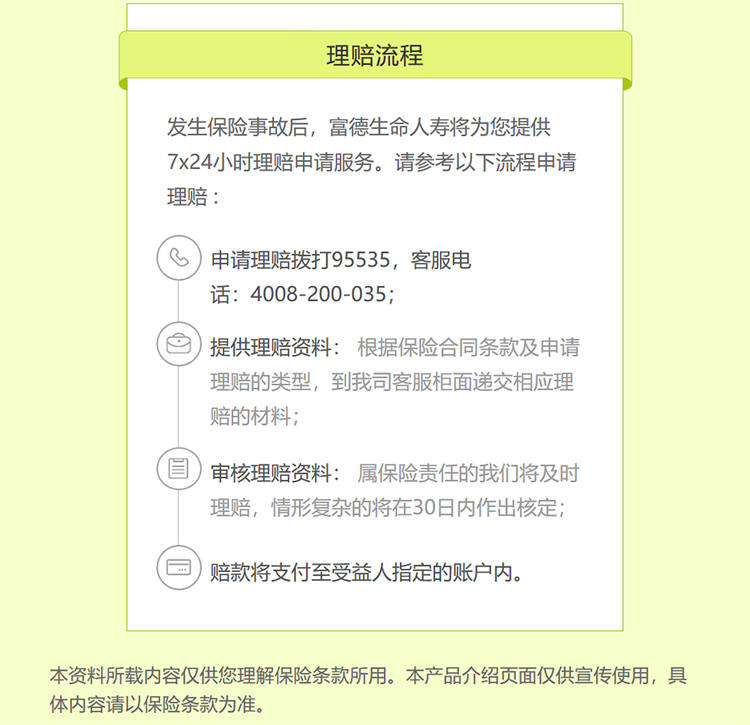 理赔流程
发生保险事故后，富德生命人寿将为您提供
7x24小时理赔申请服务。请参考以下流程申请
理赔：
申请理赔拨打95535，客服电
话：4008-200-035；
提供理赔资料： 根据保险合同条款及申请
理赔的类型，到我司客服柜面递交相应理
赔的材料；
审核理赔资料： 属保险责任的我们将及时
理赔，情形复杂的将在30日内作出核定；
赔款将支付至受益人指定的账户内。
本资料所载内容仅供您理解保险条款所用。本产品介绍页面仅供宣传使用，具
体内容请以保险条款为准。